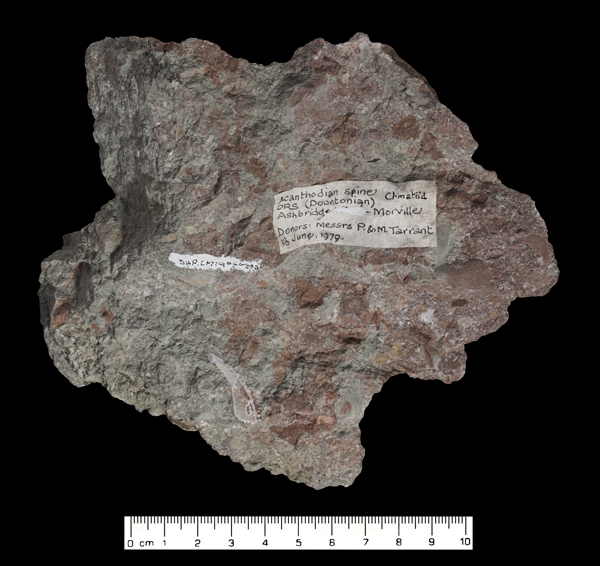 Acanthodian spine, Climatiid
ORS (Downtonian)
Ashbridge - Morville
Donors: Messrs P. & M. Tarrant
June, 1979.
0 cm 1 2 3 4 5 6 7 8 9 10